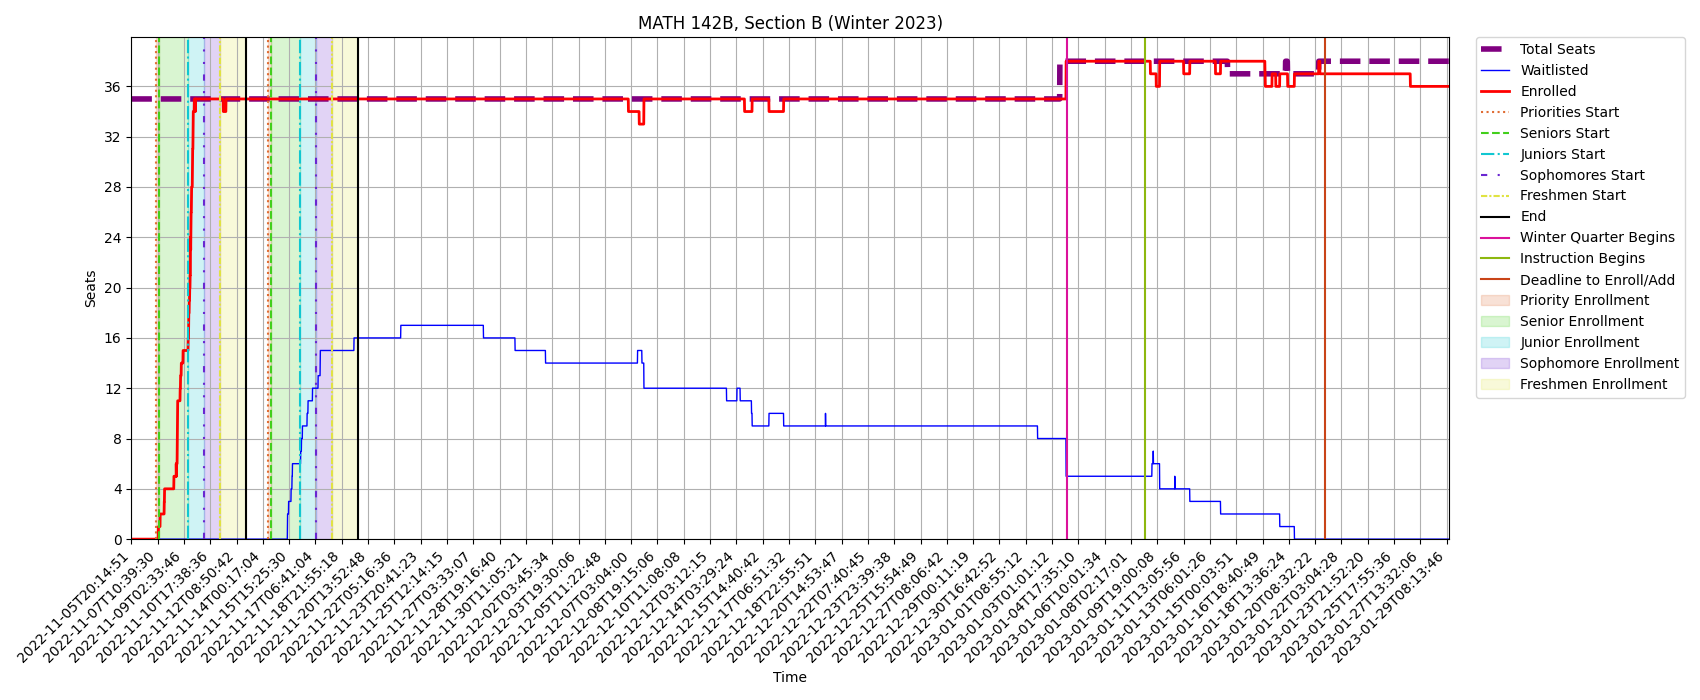 MATH 142B, Section B (Winter 2023)
Seats
36
32
28
24
20
16
12
8
4
0
2022-11-05T20:14:51
2022-11-07T10:39:30
2022-11-09T02:33:46
2022-11-10T17:38:36
2022-11-12T08:50:42
2022-11-14T00:17:04
2022-11-15T15:25:30
2022-11-17T06:41:04
2022-11-18T21:55:18
2022-11-20T13:52:48
2022-11-22T05:16:36
2022-11-23T20:41:23
2022-11-25T12:14:15
2022-11-27T03:33:07
2022-11-28T19:16:40
2022-11-30T11:05:21
2022-12-02T03:45:34
2022-12-03T19:30:06
2022-12-05T11:22:48
2022-12-07T03:04:00
2022-12-08T19:15:06
2022-12-10T11:08:08
2022-12-12T03:12:15
2022-12-14T03:29:24
2022-12-15T14:40:42
2022-12-17T06:51:32
2022-12-18T22:55:51
2022-12-20T14:53:47
2022-12-22T07:40:45
2022-12-23T23:39:38
2022-12-25T15:54:49
2022-12-27T08:06:42
2022-12-29T00:11:19
2022-12-30T16:42:52
2023-01-01T08:55:12
2023-01-03T01:01:12
2023-01-04T17:35:10
2023-01-06T10:01:34
2023-01-08T02:17:01
2023-01-09T19:00:08
2023-01-11T13:05:56
2023-01-13T06:01:26
2023-01-15T00:03:51
2023-01-16T18:40:49
2023-01-18T13:36:24
2023-01-20T08:32:22
2023-01-22T03:04:28
2023-01-23T21:52:20
2023-01-25T17:55:36
2023-01-27T13:32:06
2023-01-29T08:13:46
Time
Total Seats
Waitlisted
Enrolled
Priorities Start
Seniors Start
Juniors Start
Sophomores Start
Freshmen Start
End
Winter Quarter Begins
Instruction Begins
Deadline to Enroll/Add
Priority Enrollment
Senior Enrollment
Junior Enrollment
Sophomore Enrollment
Freshmen Enrollment